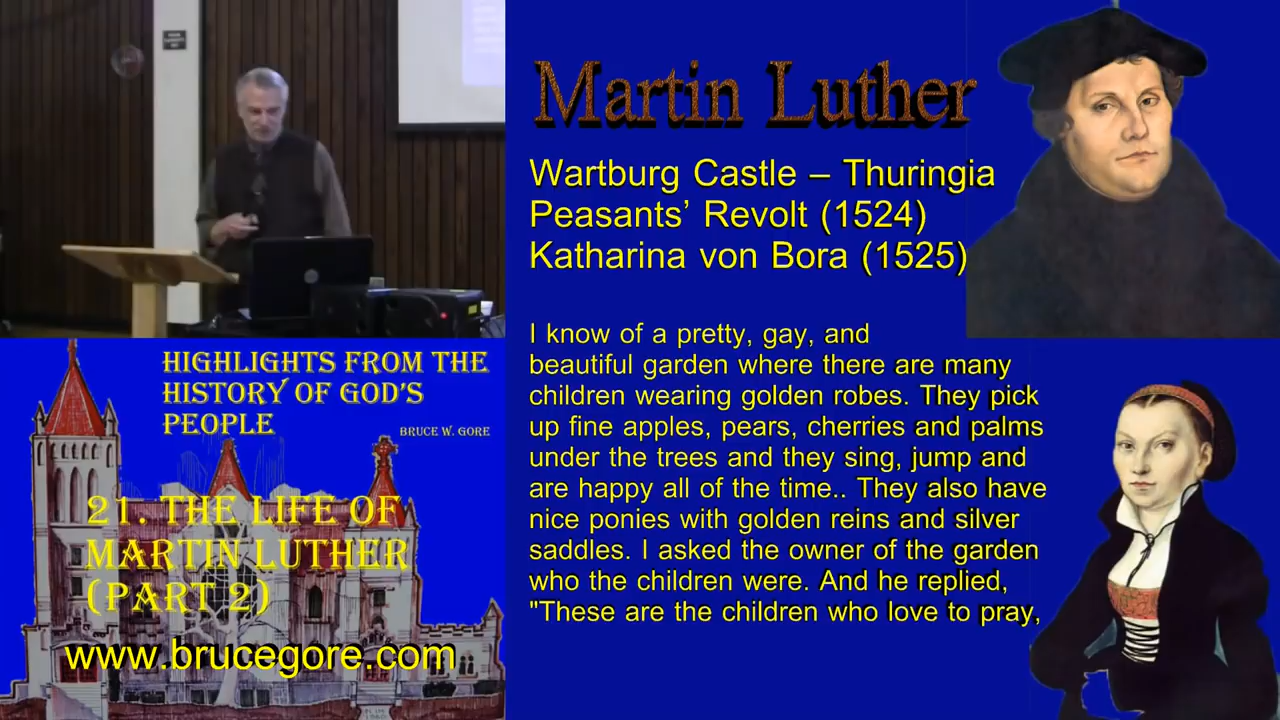 Martin Luther
Wartburg Castle – Thuringia
Peasants' Revolt (1524)
Katharina von Bora (1525)
I know of a pretty, gay, and
beautiful garden where there are many
children wearing golden robes. They pick
up fine apples, pears, cherries and palms
under the trees and they sing, jump and
are happy all of the time.. They also have
nice ponies with golden reins and silver
saddles. I asked the owner of the garden
who the children were. And he replied,
"These are the children who love to pray,
HIGHLIGHTS FROM THE
HISTORY OF GOD'S
PEOPLE
BRUCE W. GORE
21. THE LIFE OF
MARTIN LUTHER
(PART 2)
www.brucegore.com